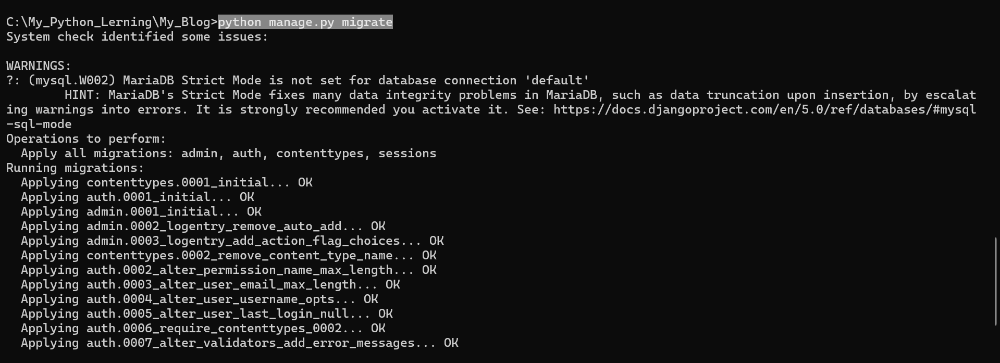 C:\My_Python_Lerning\My_Blog>python manage.py migrate
System check identified some issues:
WARNINGS:
?: (mysql.W002) MariaDB Strict Mode is not set for database connection 'default'
        HINT: MariaDB's Strict Mode fixes many data integrity problems in MariaDB, such as data truncation upon insertion, by escalat
ing warnings into errors. It is strongly recommended you activate it. See: https://docs.djangoproject.com/en/5.0/ref/databases/#mysql
-sql-mode
Operations to perform:
  Apply all migrations: admin, auth, contenttypes, sessions
Running migrations:
  Applying contenttypes.0001_initial... OK
  Applying auth.0001_initial... OK
  Applying admin.0001_initial... OK
  Applying admin.0002_logentry_remove_auto_add... OK
  Applying admin.0003_logentry_add_action_flag_choices... OK
  Applying contenttypes.0002_remove_content_type_name... OK
  Applying auth.0002_alter_permission_name_max_length... OK
  Applying auth.0003_alter_user_email_max_length... OK
  Applying auth.0004_alter_user_username_opts... OK
  Applying auth.0005_alter_user_last_login_null... OK
  Applying auth.0006_require_contenttypes_0002... OK
  Applying auth.0007_alter_validators_add_error_messages... OK